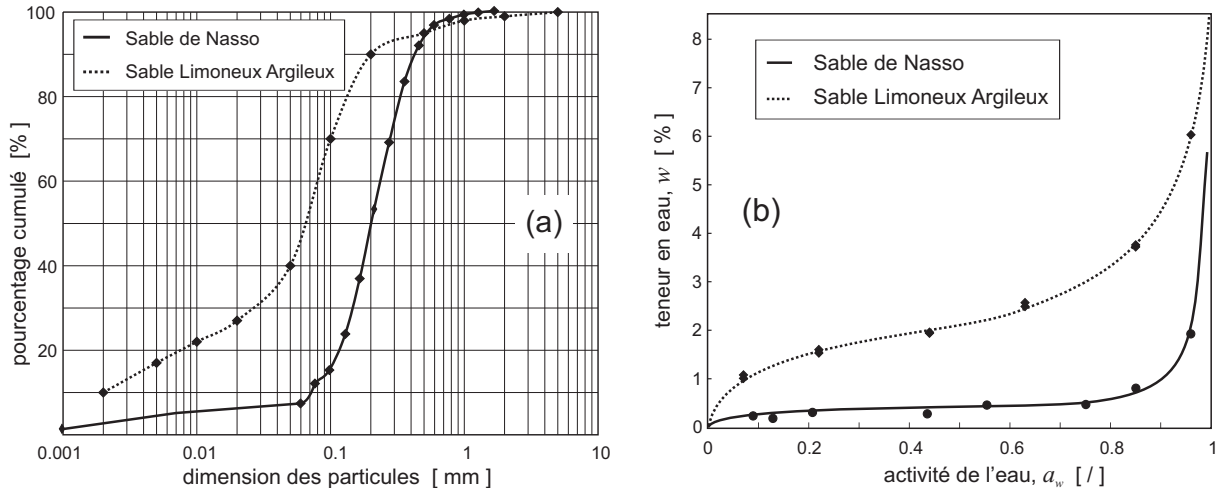 100
80
60
40
20
0.001
0.01
0.1
1
10
pourcentage cumulé [%]
dimension des particules [ mm ]
Sable de Nasso
Sable Limoneux Argileux
(a)
8
7
6
5
4
3
2
1
0
0
0.2
0.4
0.6
0.8
1
teneur en eau, w [ % ]
activité de l'eau, a_w [ / ]
Sable de Nasso
Sable Limoneux Argileux
(b)